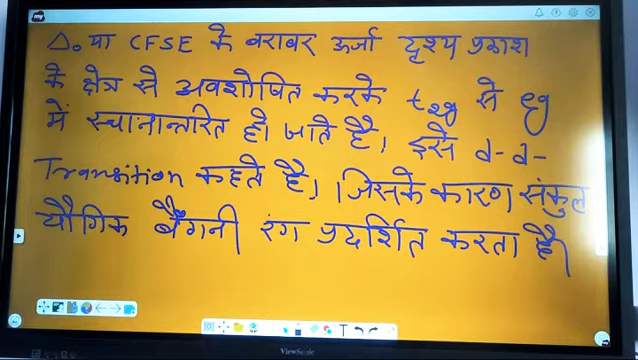 Δ₀ या CFSE के बराबर ऊर्जा दृश्य प्रकाश
के क्षेत्र से अवशोषित करके t₂g से eg
में स्थानान्तरित हो जाते है। इसे d-d-
Transition कहते है। जिसके कारण संकुल
यौगिक बैंगनी रंग प्रदर्शित करता है।
ViewSonic